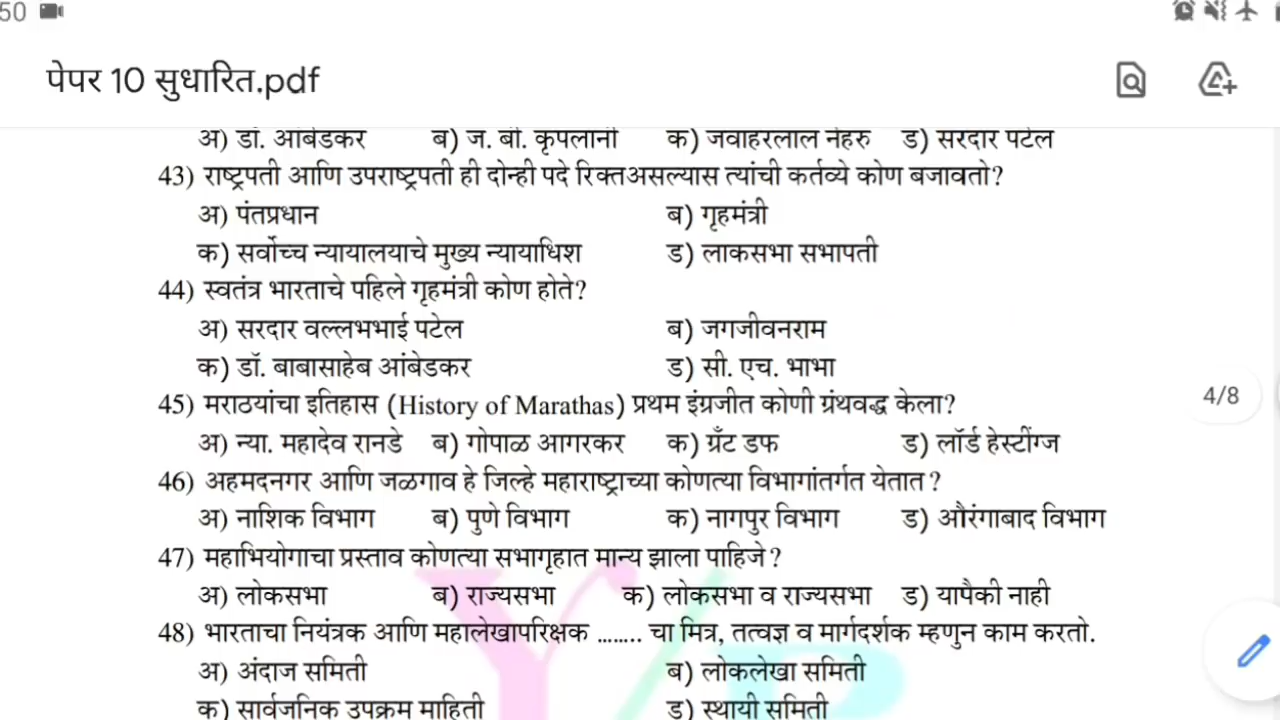 50
पेपर 10 सुधारित.pdf
अ) डॉ. आंबेडकर ब) ज. बी. कृपलानी क) जवाहरलाल नेहरु ड) सरदार पटेल
43) राष्ट्रपती आणि उपराष्ट्रपती ही दोन्ही पदे रिक्तअसल्यास त्यांची कर्तव्ये कोण बजावतो?
अ) पंतप्रधान ब) गृहमंत्री
क) सर्वोच्च न्यायालयाचे मुख्य न्यायाधिश ड) लाकसभा सभापती
44) स्वतंत्र भारताचे पहिले गृहमंत्री कोण होते?
अ) सरदार वल्लभभाई पटेल ब) जगजीवनराम
क) डॉ. बाबासाहेब आंबेडकर ड) सी. एच. भाभा
45) मराठयांचा इतिहास (History of Marathas) प्रथम इंग्रजीत कोणी ग्रंथवद्ध केला?
अ) न्या. महादेव रानडे ब) गोपाळ आगरकर क) ग्रँट डफ ड) लॉर्ड हेस्टींग्ज
46) अहमदनगर आणि जळगाव हे जिल्हे महाराष्ट्राच्या कोणत्या विभागांतर्गत येतात?
अ) नाशिक विभाग ब) पुणे विभाग क) नागपुर विभाग ड) औरंगाबाद विभाग
4/8
47) महाभियोगाचा प्रस्ताव कोणत्या सभागृहात मान्य झाला पाहिजे?
अ) लोकसभा ब) राज्यसभा क) लोकसभा व राज्यसभा ड) यापैकी नाही
48) भारताचा नियंत्रक आणि महालेखापरिक्षक ........ चा मित्र, तत्वज्ञ व मार्गदर्शक म्हणुन काम करतो.
अ) अंदाज समिती ब) लोकलेखा समिती
क) सार्वजनिक उपक्रम माहिती ड) स्थायी समिती